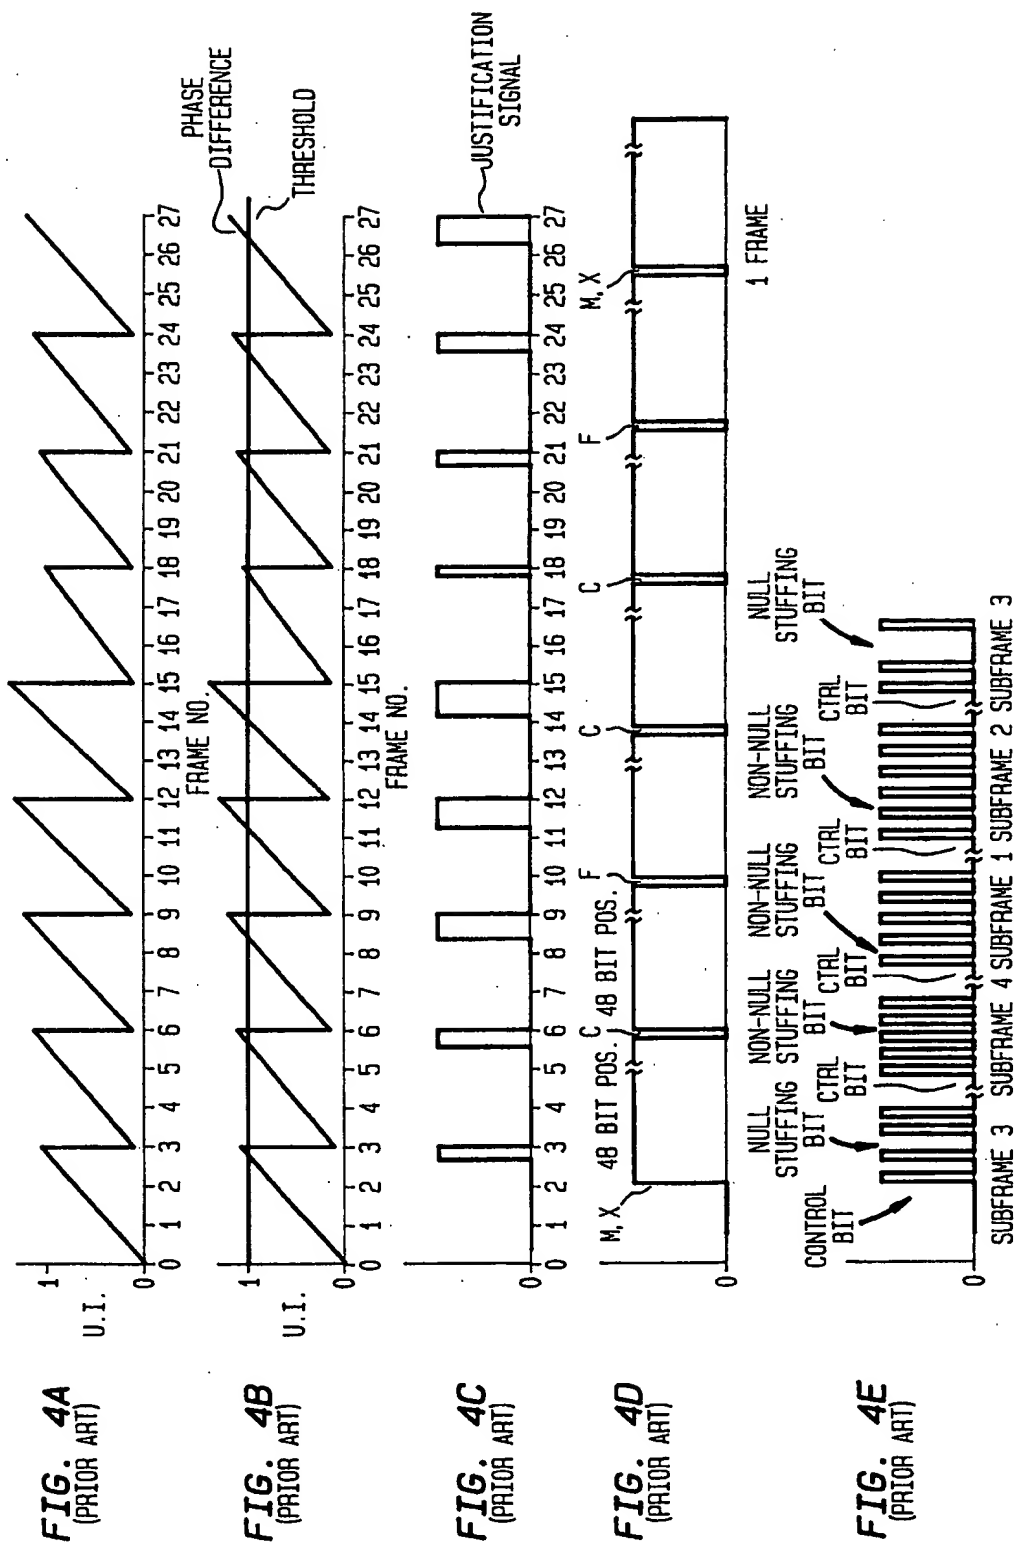 FIG. 4A
(PRIOR ART)
U.I.
1
0
0 1 2 3 4 5 6 7 8 9 10 11 12 13 14 15 16 17 18 19 20 21 22 23 24 25 26 27
FRAME NO.
FIG. 4B
(PRIOR ART)
U.I.
1
0
PHASE
DIFFERENCE
THRESHOLD
0 1 2 3 4 5 6 7 8 9 10 11 12 13 14 15 16 17 18 19 20 21 22 23 24 25 26 27
FRAME NO.
FIG. 4C
(PRIOR ART)
0
JUSTIFICATION
SIGNAL
0 1 2 3 4 5 6 7 8 9 10 11 12 13 14 15 16 17 18 19 20 21 22 23 24 25 26 27
FIG. 4D
(PRIOR ART)
0
M, X
48 BIT POS.
C
48 BIT POS.
F
C
C
F
M, X
1 FRAME
FIG. 4E
(PRIOR ART)
0
CONTROL
BIT
NULL
STUFFING
BIT
CTRL
BIT
NON-NULL
STUFFING
BIT
CTRL
BIT
NON-NULL
STUFFING
BIT
CTRL
BIT
NON-NULL
STUFFING
BIT
CTRL
BIT
NULL
STUFFING
BIT
SUBFRAME 3 SUBFRAME 4 SUBFRAME 1 SUBFRAME 2 SUBFRAME 3